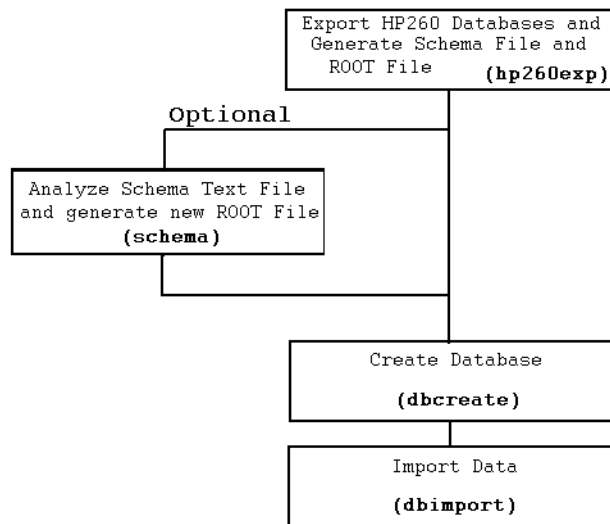 Export HP260 Databases and
Generate Schema File and
ROOT File (hp260exp)
Optional
Analyze Schema Text File
and generate new ROOT File
(schema)
Create Database
(dbcreate)
Import Data
(dbimport)